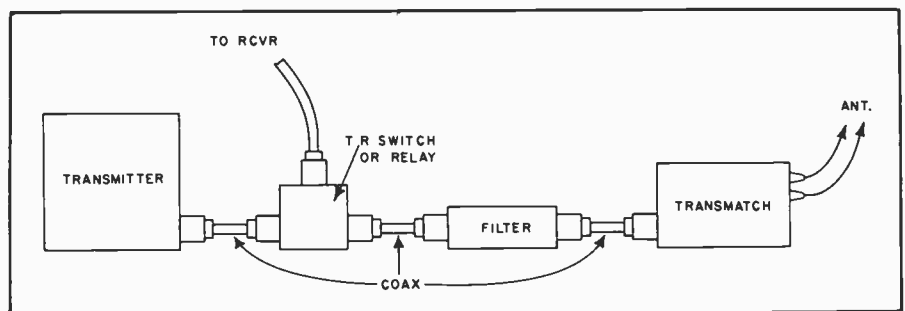 TO RCVR
T R SWITCH
OR RELAY
ANT.
TRANSMITTER
FILTER
TRANSMATCH
COAX